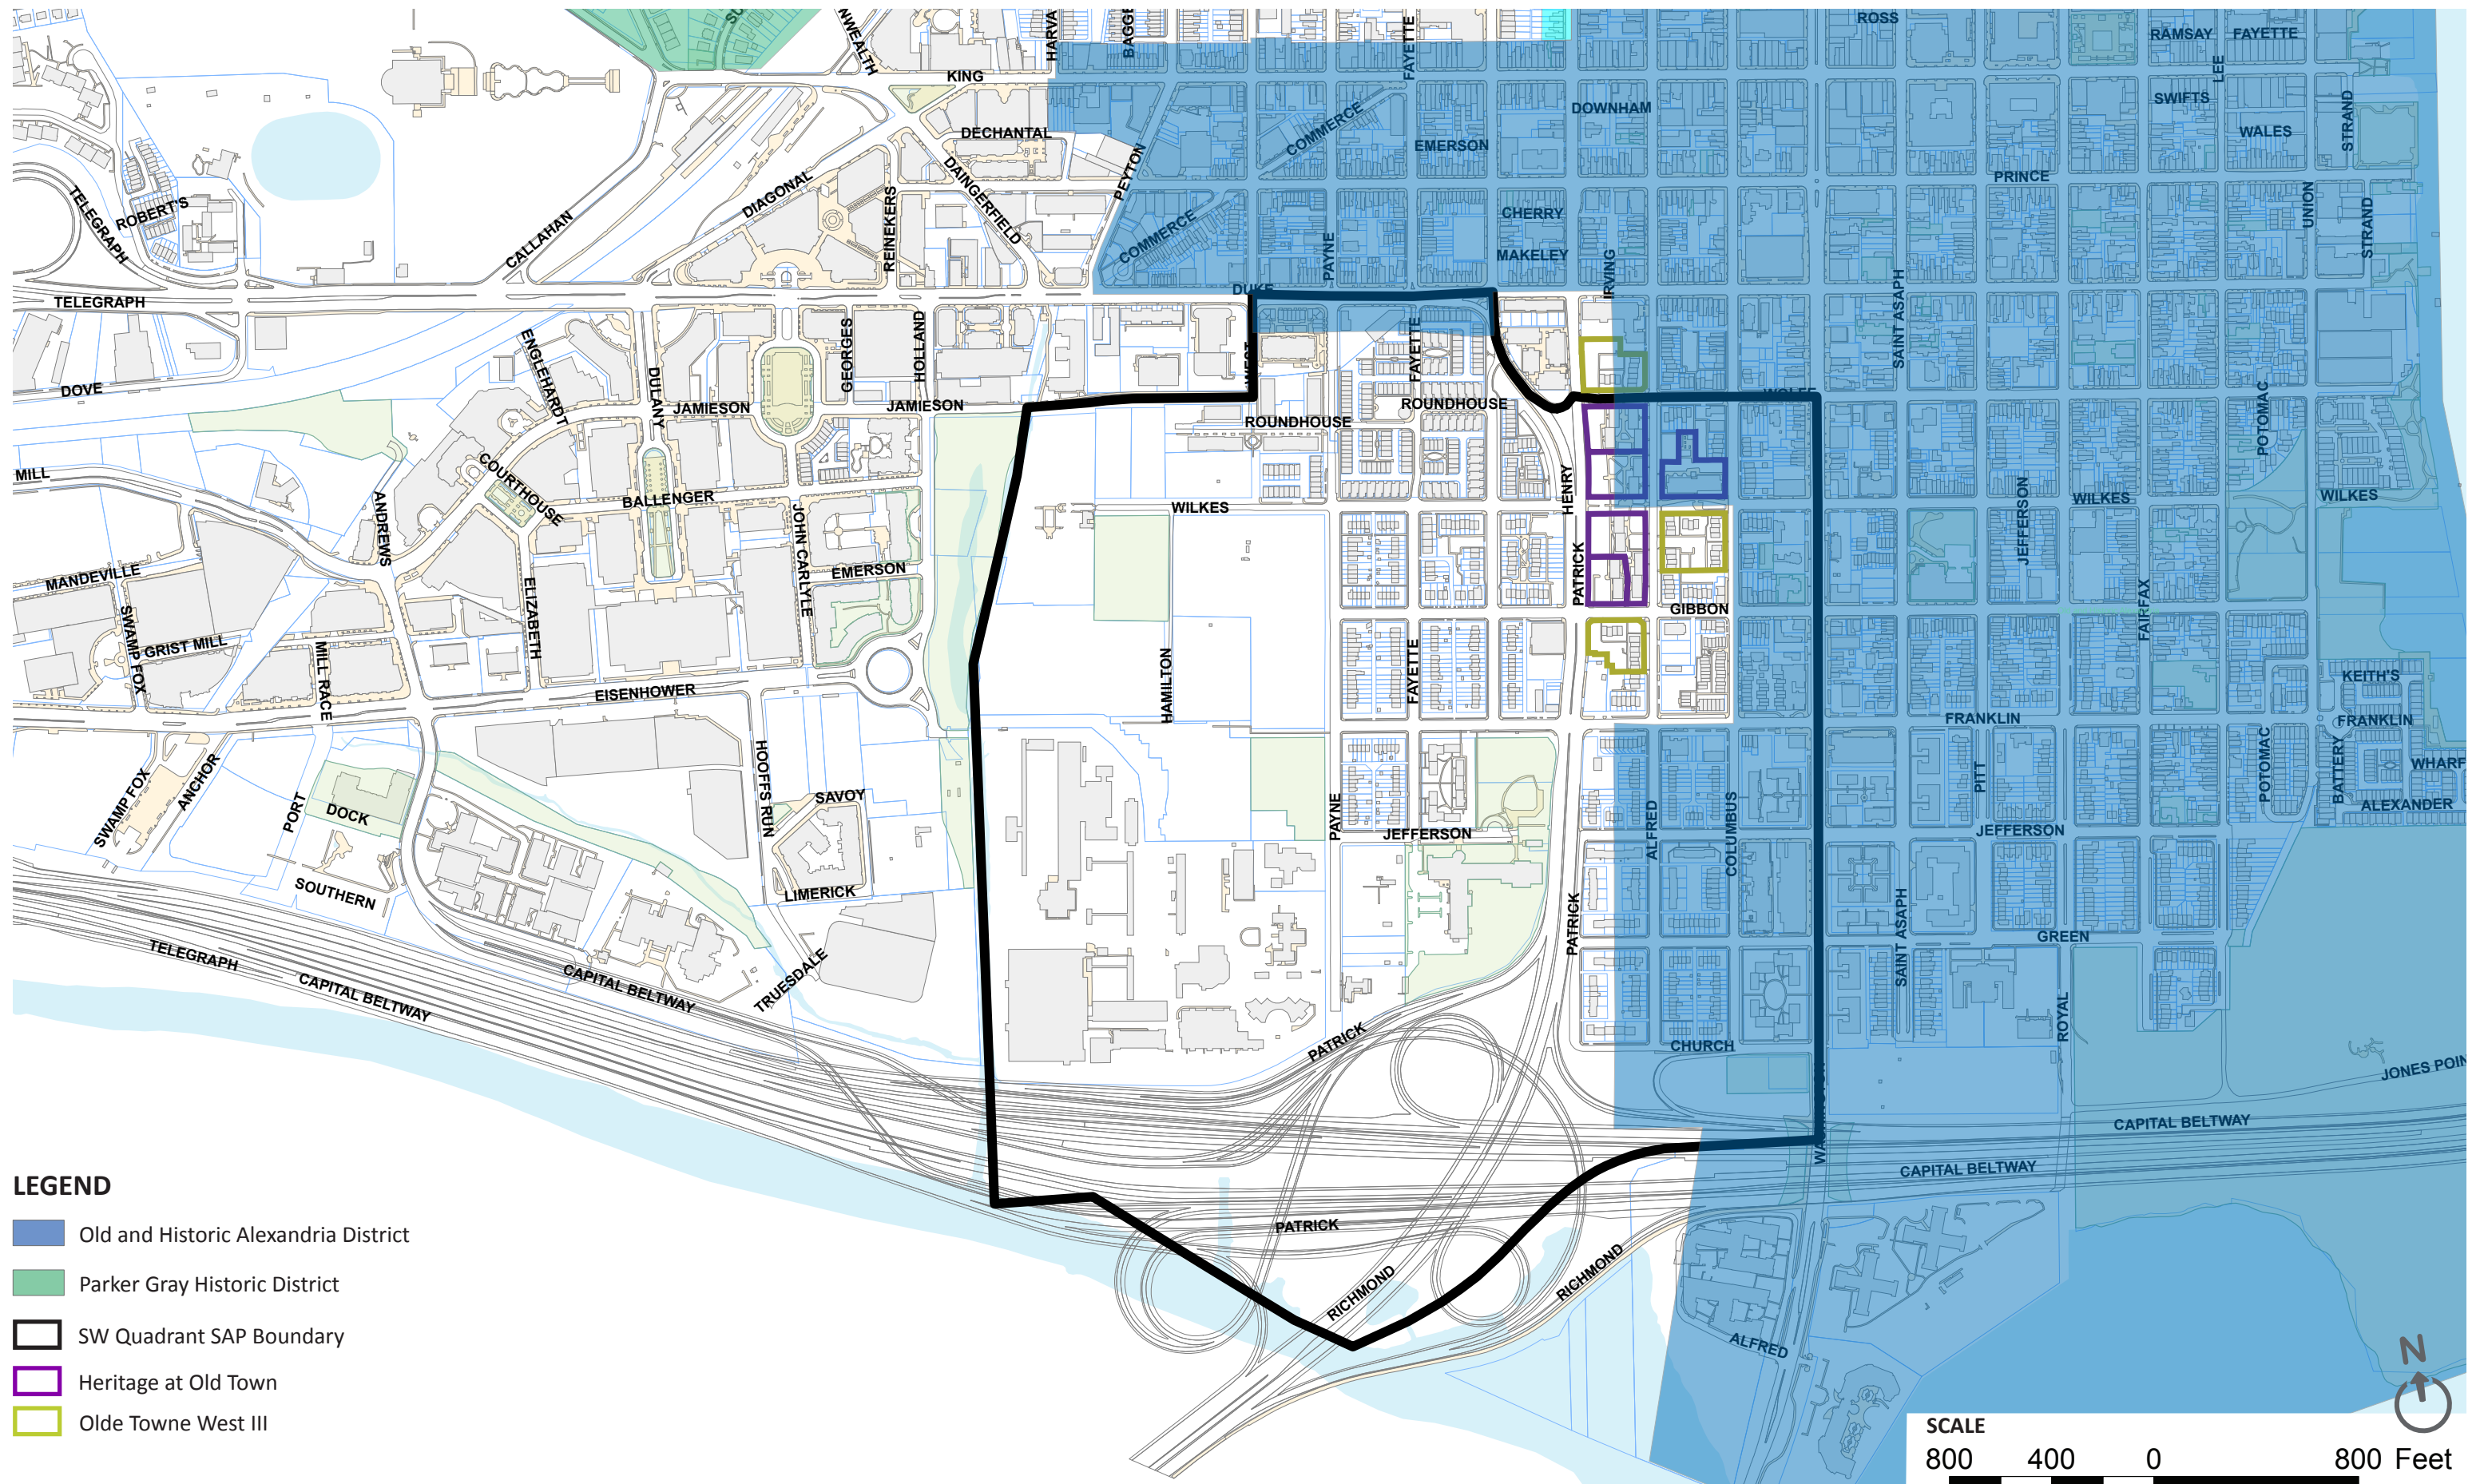 SU
NWEALTH
HARVA
BAGGE
FAYETTE
ROSS
RAMSAY
FAYETTE
LEE
KING
SWIFTS
STRAND
DECHANTAL
COMMERCE
DOWNHAM
EMERSON
WALES
PEYTON
DAINGERFIELD
PRINCE
TELEGRAPH
ROBERT'S
DIAGONAL
REINEKERS
CALLAHAN
COMMERCE
CHERRY
UNION
STRAND
PAYNE
MAKELEY
IRVING
DUKE
TELEGRAPH
SAINT ASAPH
ENGLEHARDT
DULANY
GEORGES
HOLLAND
WEST
FAYETTE
DOVE
JAMIESON
JAMIESON
ROUNDHOUSE
ROUNDHOUSE
WOLFE
POTOMAC
MILL
COURTHOUSE
ANDREWS
BALLENGER
JOHN CARLYLE
WILKES
HENRY
WILKES
WILKES
JEFFERSON
MANDEVILLE
EMERSON
PATRICK
ELIZABETH
SWAMP FOX
GRIST MILL
MILL RACE
GIBBON
FAIRFAX
HAMILTON
FAYETTE
KEITH'S
EISENHOWER
FRANKLIN
FRANKLIN
SWAMP FOX
ANCHOR
PORT
DOCK
HOOFFS RUN
SAVOY
PITT
POTOMAC
BATTERY
WHARF
ALEXANDER
PAYNE
JEFFERSON
ALFRED
COLUMBUS
JEFFERSON
SOUTHERN
LIMERICK
PATRICK
SAINT ASAPH
GREEN
TELEGRAPH
CAPITAL BELTWAY
CAPITAL BELTWAY
TRUESDALE
PATRICK
CHURCH
ROYAL
JONES POIN
WASHINGTON
CAPITAL BELTWAY
CAPITAL BELTWAY
PATRICK
RICHMOND
RICHMOND
ALFRED
LEGEND
Old and Historic Alexandria District
Parker Gray Historic District
SW Quadrant SAP Boundary
Heritage at Old Town
Olde Towne West III
N
SCALE
800 400 0 800 Feet